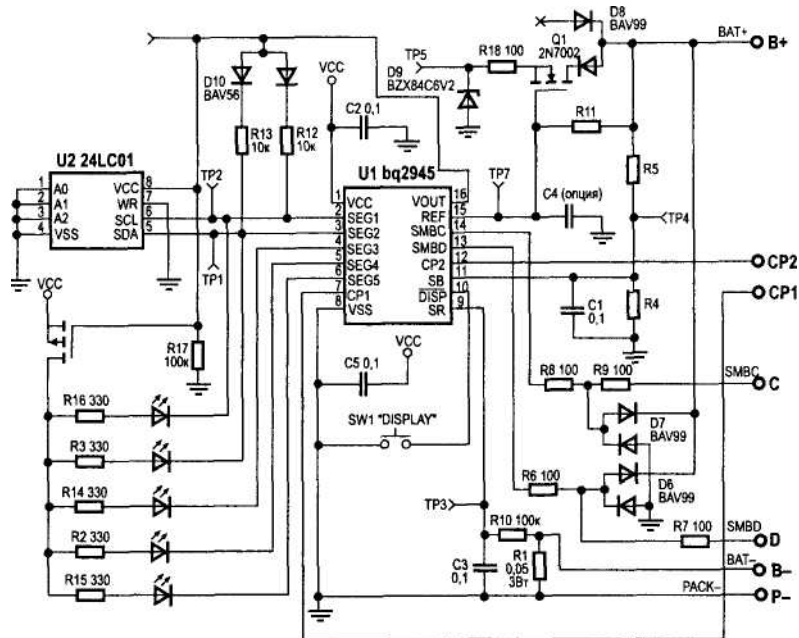 D8
BAV99
BAT+
B+
Q1
2N7002
TP5
R18 100
D9
BZX84C6V2
D10
BAV56
VCC
C2 0,1
R11
R13
10к
R12
10к
R5
U2 24LC01
TP2
U1 bq2945
TP7
C4 (опция)
TP4
1 A0
2 A1
3 A2
4 VSS
VCC 8
WR 7
SCL 6
SDA 5
TP1
1 VCC
2 SEG1
3 SEG2
4 SEG3
5 SEG4
6 SEG5
7 CP1
8 VSS
VOUT 16
REF 15
SMBC 14
SMBD 13
CP2 12
SB 11
DISP 10
SR 9
CP2
CP1
C1
0,1
R4
VCC
R17
100к
C5 0,1
VCC
R8 100
R9 100
SMBC
C
R16 330
SW1 "DISPLAY"
D7
BAV99
R3 330
R6 100
D6
BAV99
R14 330
TP3
R10 100к
R7 100
SMBD
D
R2 330
C3
0,1
R1
0,05
3Вт
BAT−
B−
R15 330
PACK−
P−